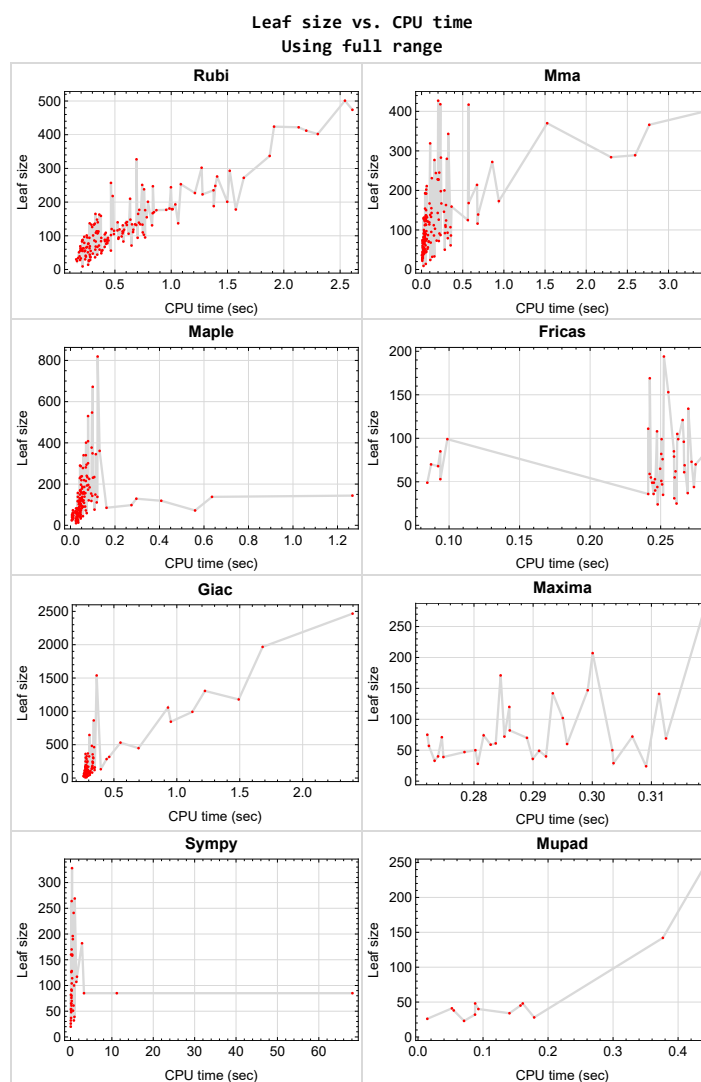 Leaf size vs. CPU time
Using full range
Rubi
Leaf size
500
400
300
200
100
0
0.5 1.0 1.5 2.0 2.5
CPU time (sec)
Mma
Leaf size
400
300
200
100
0
0.0 0.5 1.0 1.5 2.0 2.5 3.0
CPU time (sec)
Maple
Leaf size
800
600
400
200
0
0.0 0.2 0.4 0.6 0.8 1.0 1.2
CPU time (sec)
Fricas
Leaf size
200
150
100
50
0
0.10 0.15 0.20 0.25
CPU time (sec)
Giac
Leaf size
2500
2000
1500
1000
500
0
0.5 1.0 1.5 2.0
CPU time (sec)
Maxima
Leaf size
250
200
150
100
50
0
0.28 0.29 0.30 0.31
CPU time (sec)
Sympy
Leaf size
300
250
200
150
100
50
0
0 10 20 30 40 50 60
CPU time (sec)
Mupad
Leaf size
250
200
150
100
50
0
0.0 0.1 0.2 0.3 0.4
CPU time (sec)